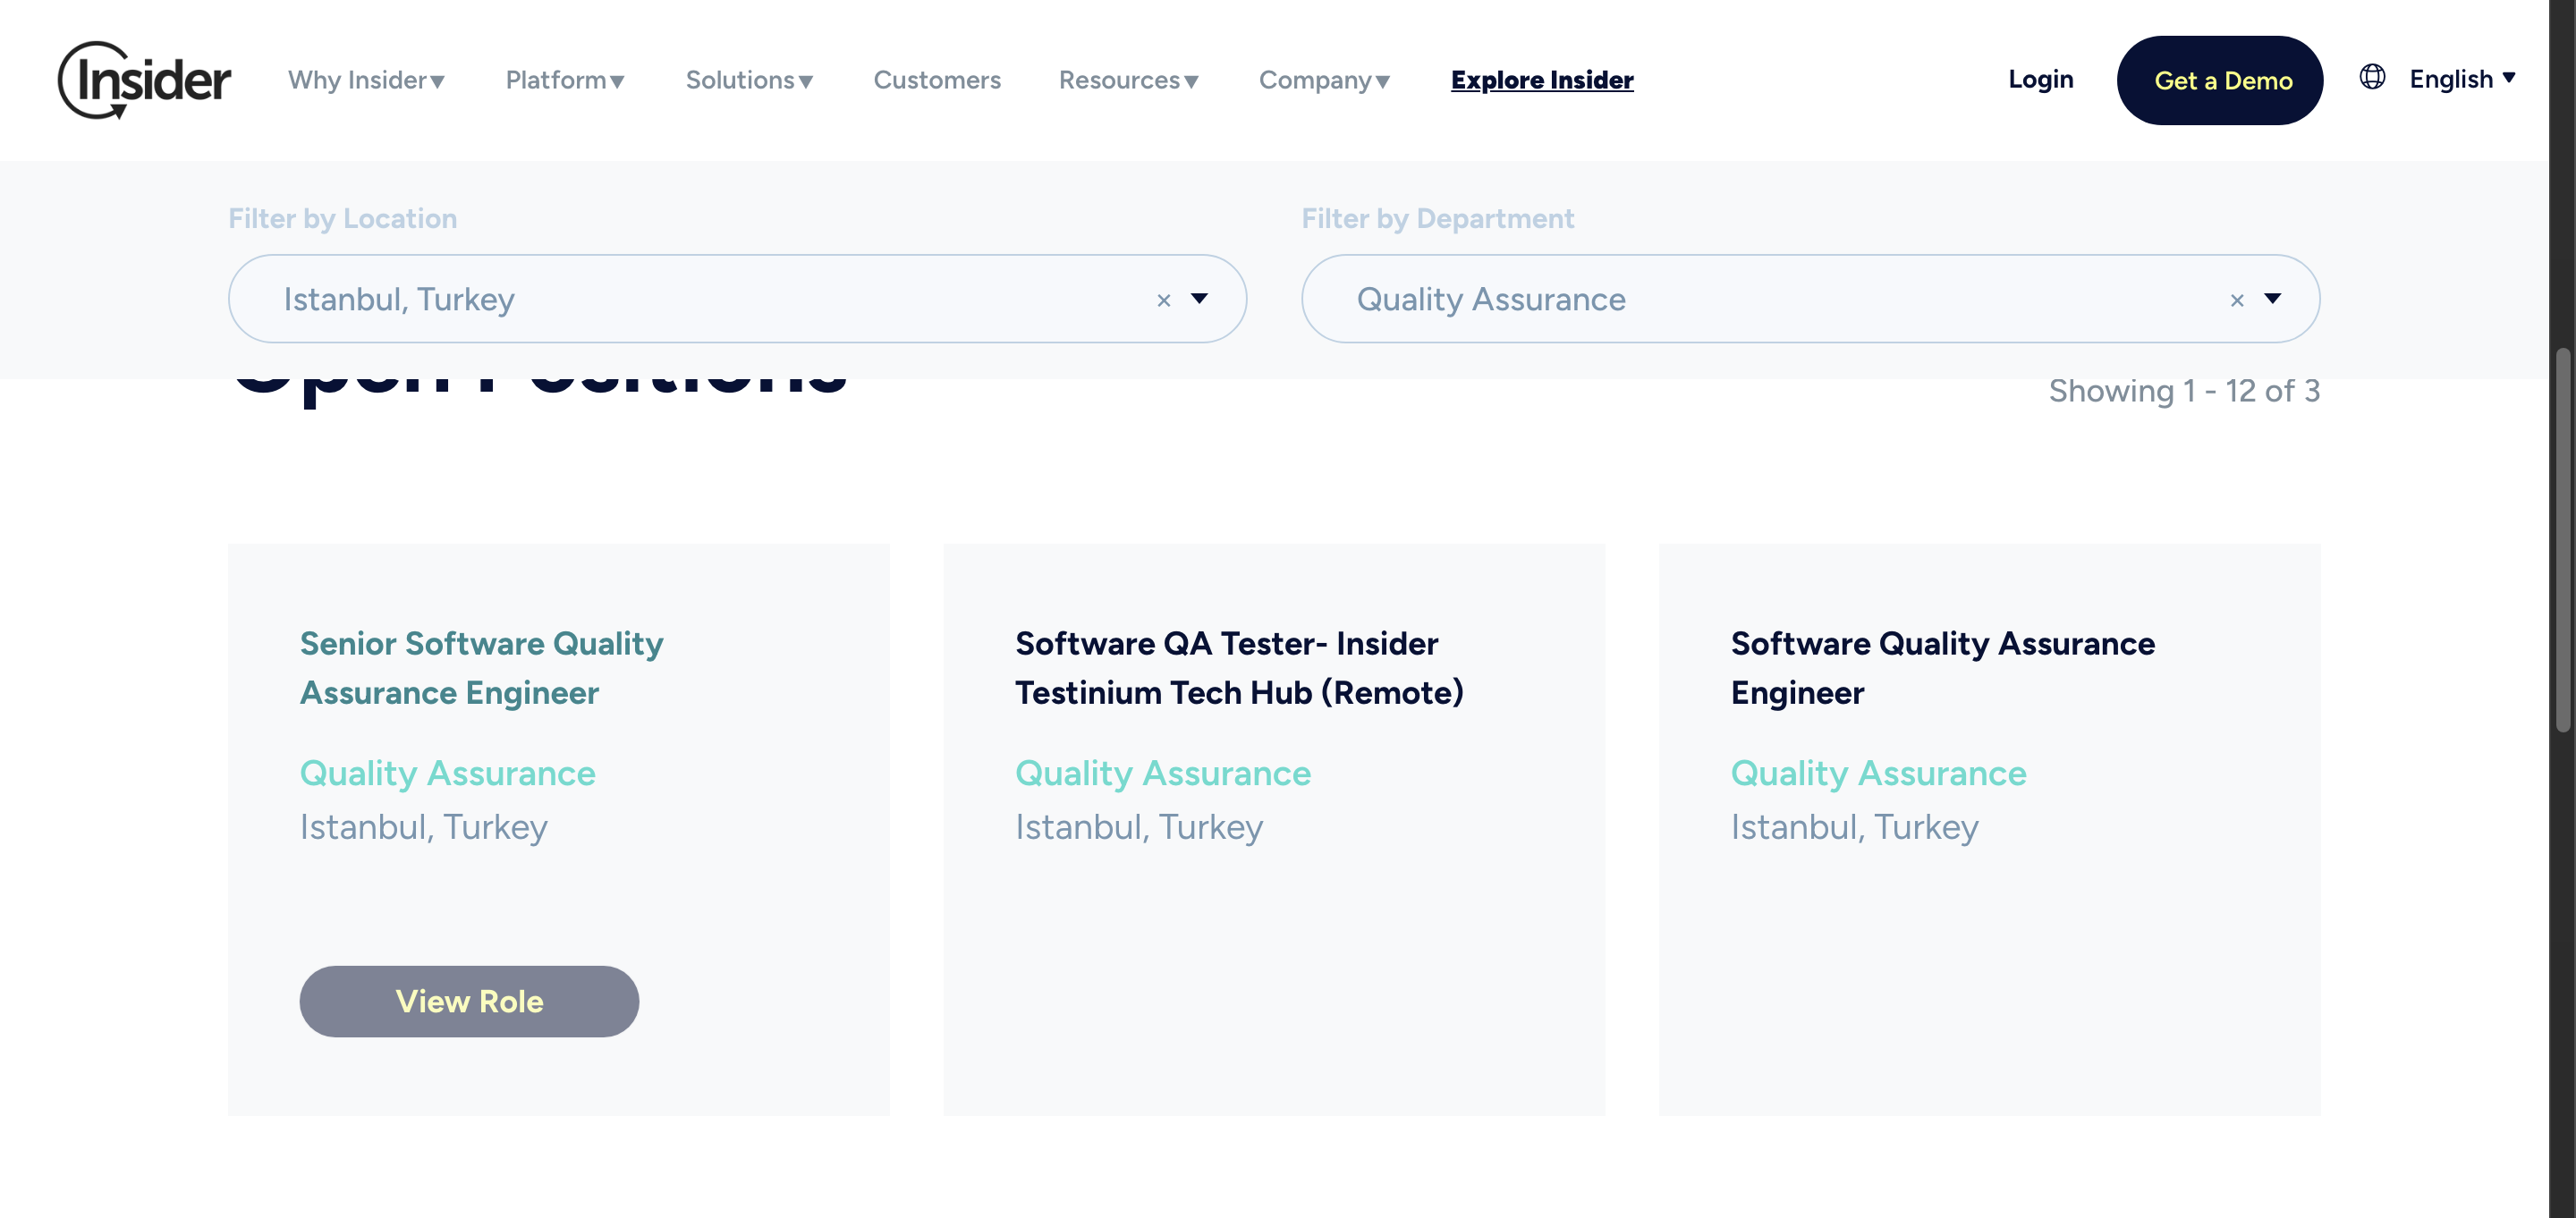 Insider
Why Insider▼ Platform▼ Solutions▼ Customers Resources▼ Company▼ Explore Insider Login Get a Demo English ▼
Filter by Location Filter by Department
Istanbul, Turkey × Quality Assurance ×
Open Positions
Showing 1 - 12 of 3
Senior Software Quality
Assurance Engineer
Quality Assurance
Istanbul, Turkey
View Role
Software QA Tester- Insider
Testinium Tech Hub (Remote)
Quality Assurance
Istanbul, Turkey
Software Quality Assurance
Engineer
Quality Assurance
Istanbul, Turkey